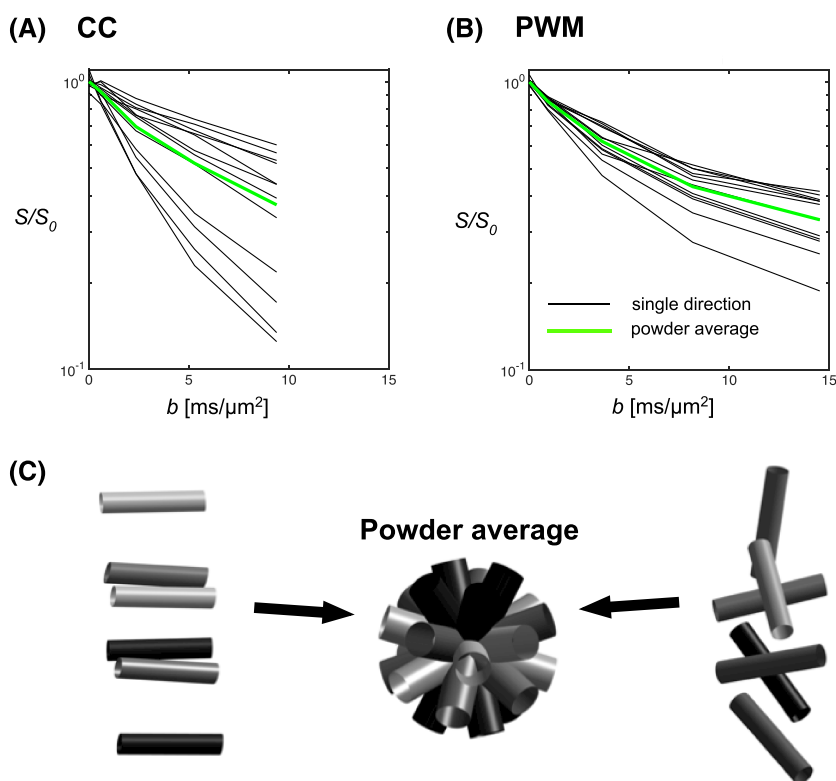 (A) CC
10⁰
S/S₀
10⁻¹
0 5 10 15
b [ms/μm²]
(B) PWM
10⁰
S/S₀
single direction
powder average
10⁻¹
0 5 10 15
b [ms/μm²]
(C)
Powder average